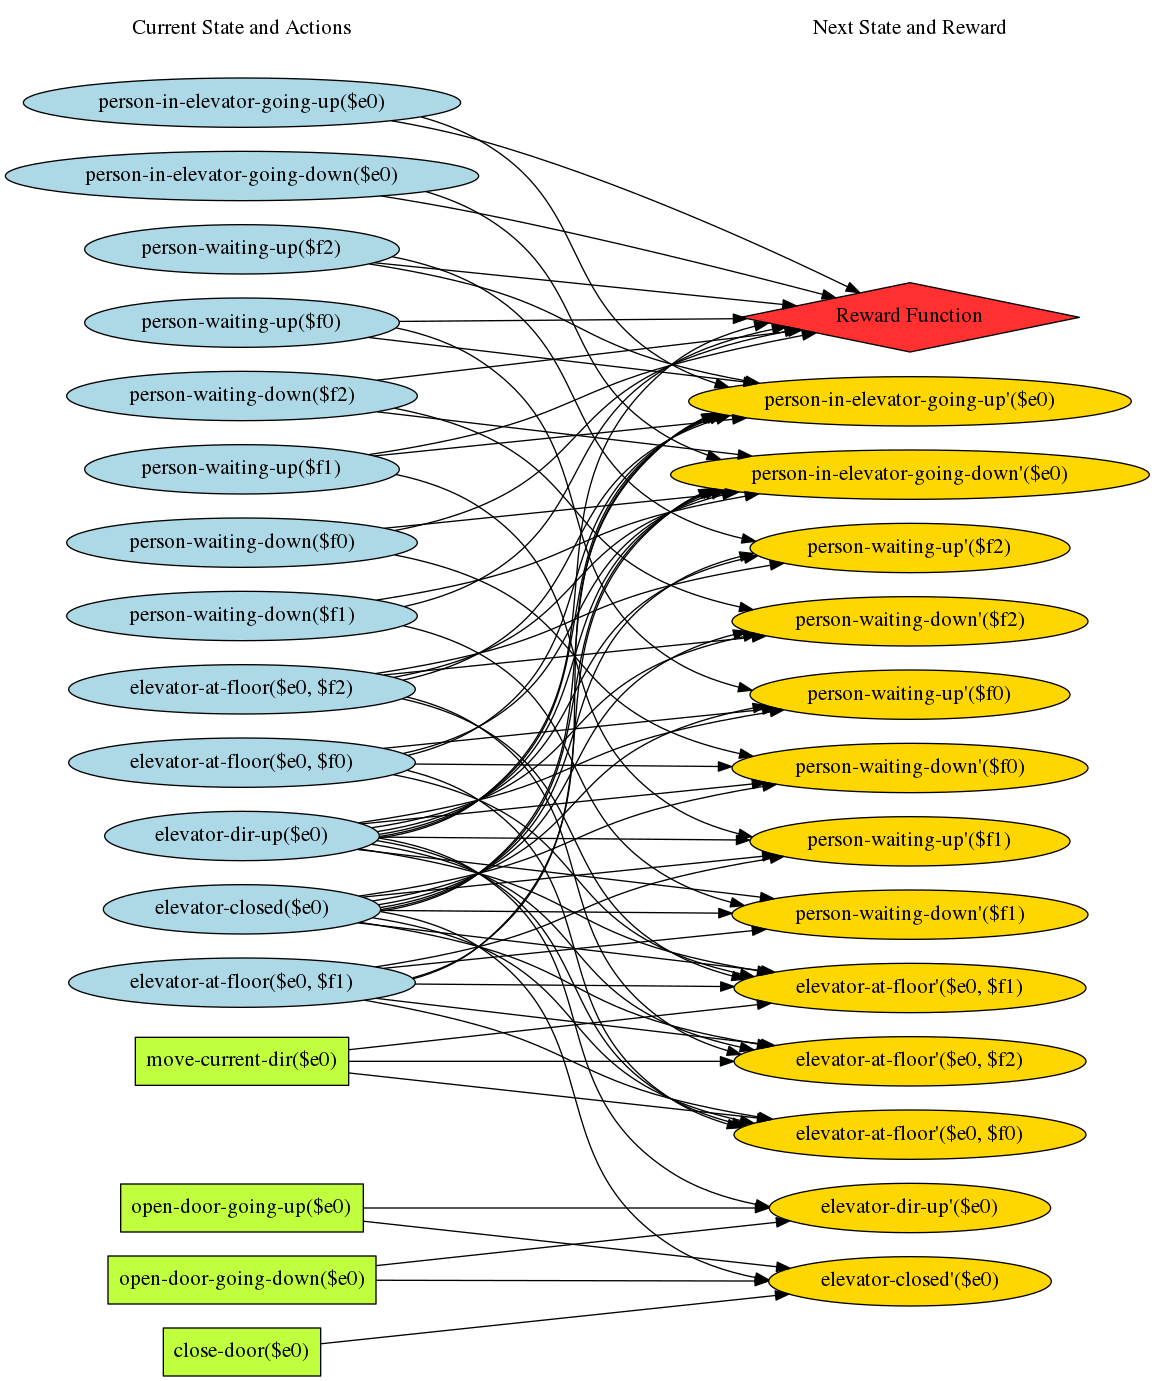 Current State and Actions
Next State and Reward
person-in-elevator-going-up($e0)
person-in-elevator-going-down($e0)
person-waiting-up($f2)
person-waiting-up($f0)
person-waiting-down($f2)
person-waiting-up($f1)
person-waiting-down($f0)
person-waiting-down($f1)
elevator-at-floor($e0, $f2)
elevator-at-floor($e0, $f0)
elevator-dir-up($e0)
elevator-closed($e0)
elevator-at-floor($e0, $f1)
move-current-dir($e0)
open-door-going-up($e0)
open-door-going-down($e0)
close-door($e0)
Reward Function
person-in-elevator-going-up'($e0)
person-in-elevator-going-down'($e0)
person-waiting-up'($f2)
person-waiting-down'($f2)
person-waiting-up'($f0)
person-waiting-down'($f0)
person-waiting-up'($f1)
person-waiting-down'($f1)
elevator-at-floor'($e0, $f1)
elevator-at-floor'($e0, $f2)
elevator-at-floor'($e0, $f0)
elevator-dir-up'($e0)
elevator-closed'($e0)